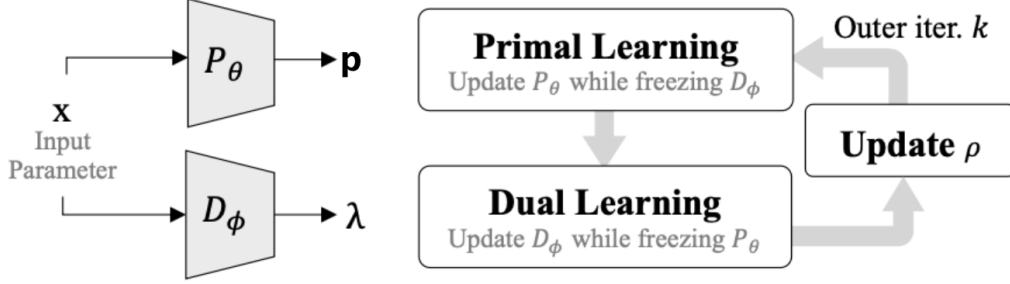 P_θ
p
x
Input
Parameter
D_ϕ
λ
Primal Learning
Update P_θ while freezing D_ϕ
Dual Learning
Update D_ϕ while freezing P_θ
Outer iter. k
Update ρ